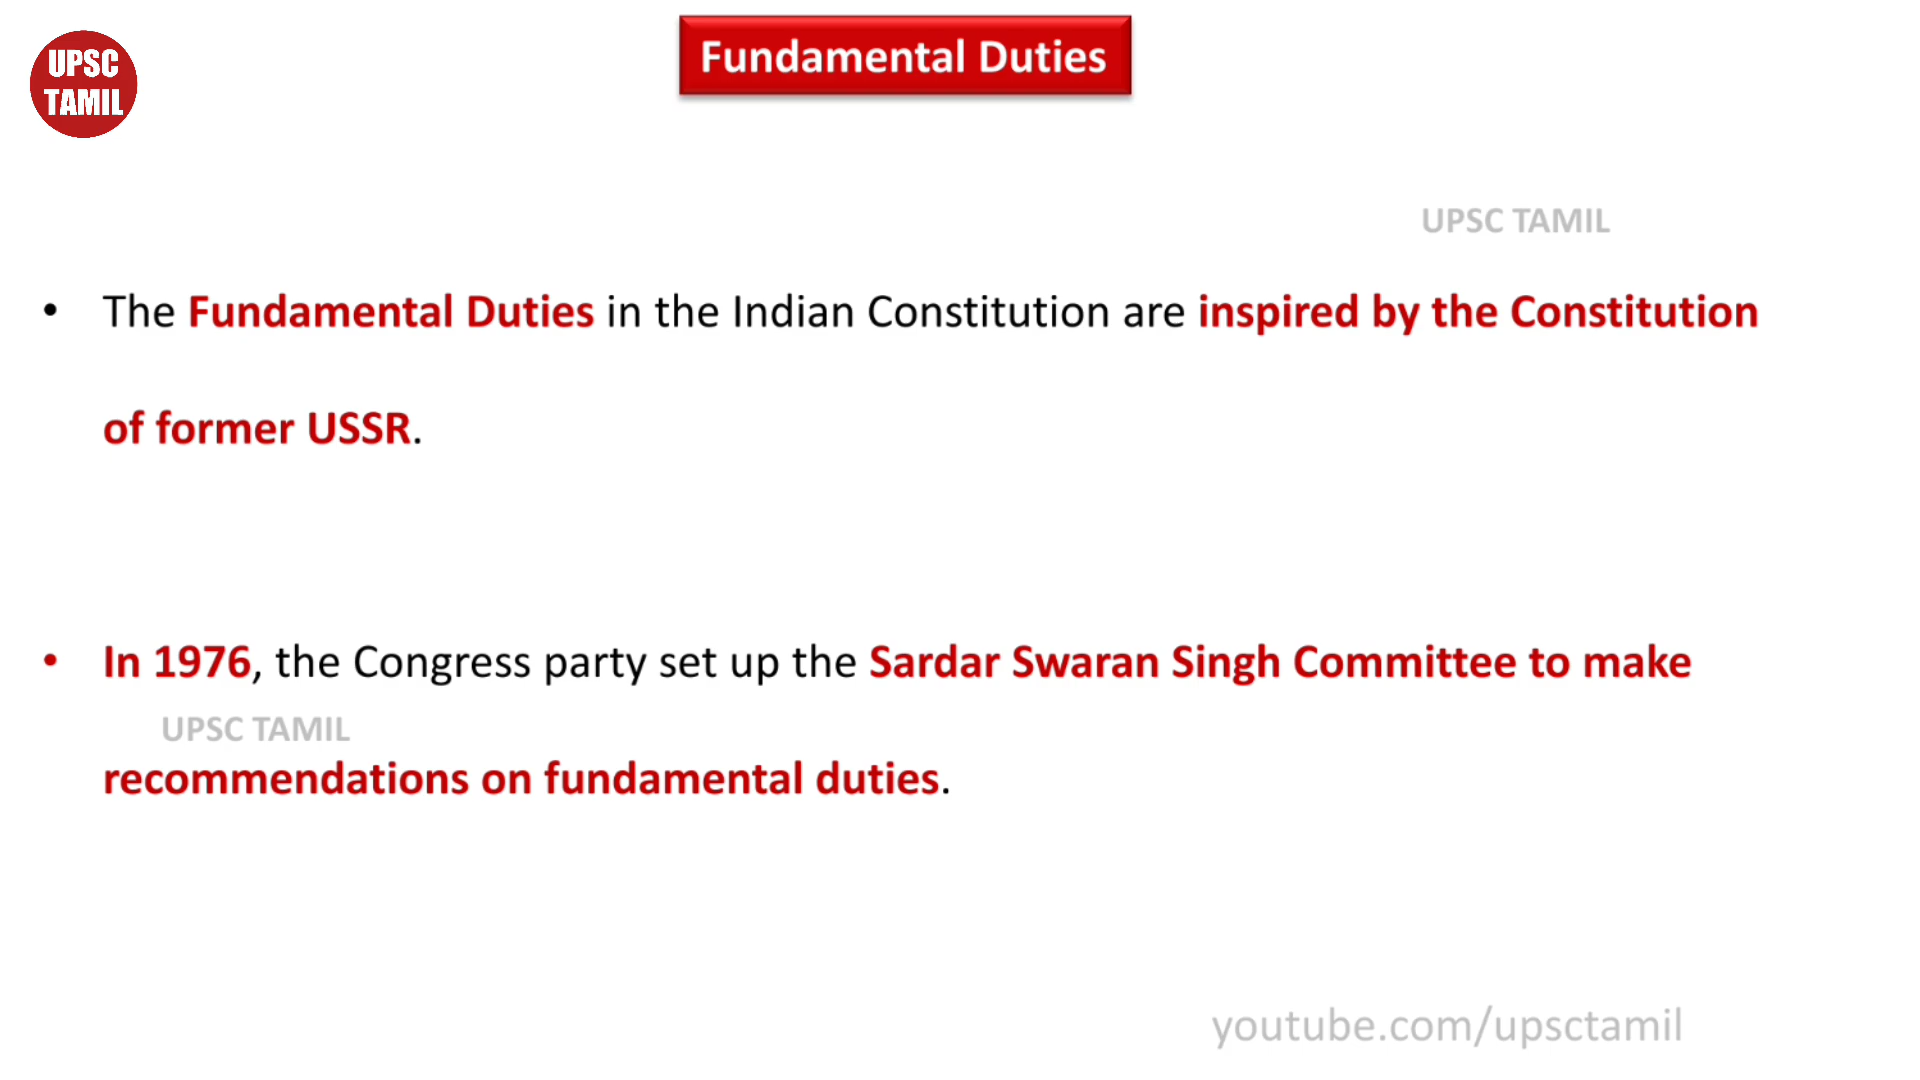 UPSC
TAMIL
Fundamental Duties
UPSC TAMIL
• The Fundamental Duties in the Indian Constitution are inspired by the Constitution
of former USSR.
• In 1976, the Congress party set up the Sardar Swaran Singh Committee to make
UPSC TAMIL
recommendations on fundamental duties.
youtube.com/upsctamil